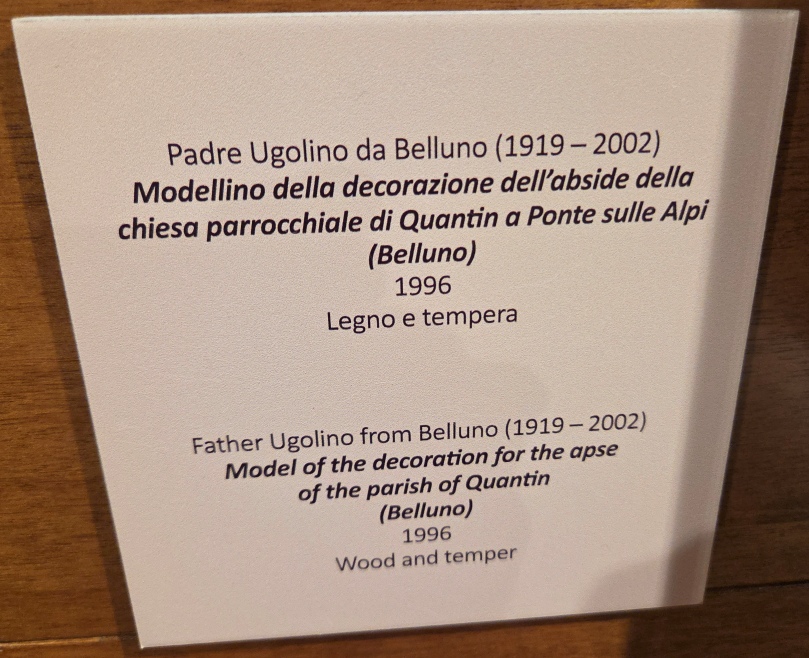 Padre Ugolino da Belluno (1919 – 2002)
Modellino della decorazione dell'abside della
chiesa parrocchiale di Quantin a Ponte sulle Alpi
(Belluno)
1996
Legno e tempera
Father Ugolino from Belluno (1919 – 2002)
Model of the decoration for the apse
of the parish of Quantin
(Belluno)
1996
Wood and temper